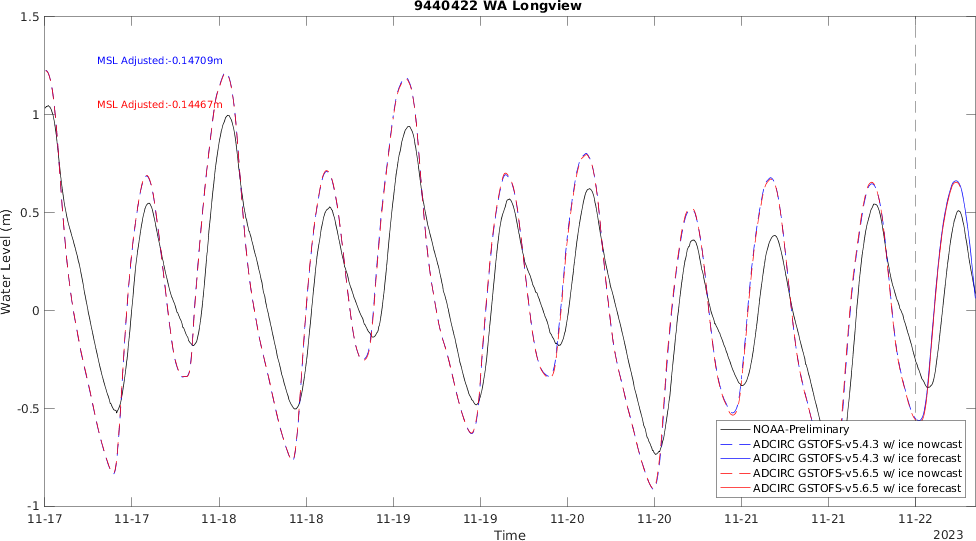 9440422 WA Longview
MSL Adjusted:-0.14709m
MSL Adjusted:-0.14467m
Water Level (m)
1.5
1
0.5
0
-0.5
-1
NOAA-Preliminary
ADCIRC GSTOFS-v5.4.3 w/ ice nowcast
ADCIRC GSTOFS-v5.4.3 w/ ice forecast
ADCIRC GSTOFS-v5.6.5 w/ ice nowcast
ADCIRC GSTOFS-v5.6.5 w/ ice forecast
11-17 11-17 11-18 11-18 11-19 11-19 11-20 11-20 11-21 11-21 11-22
Time
2023